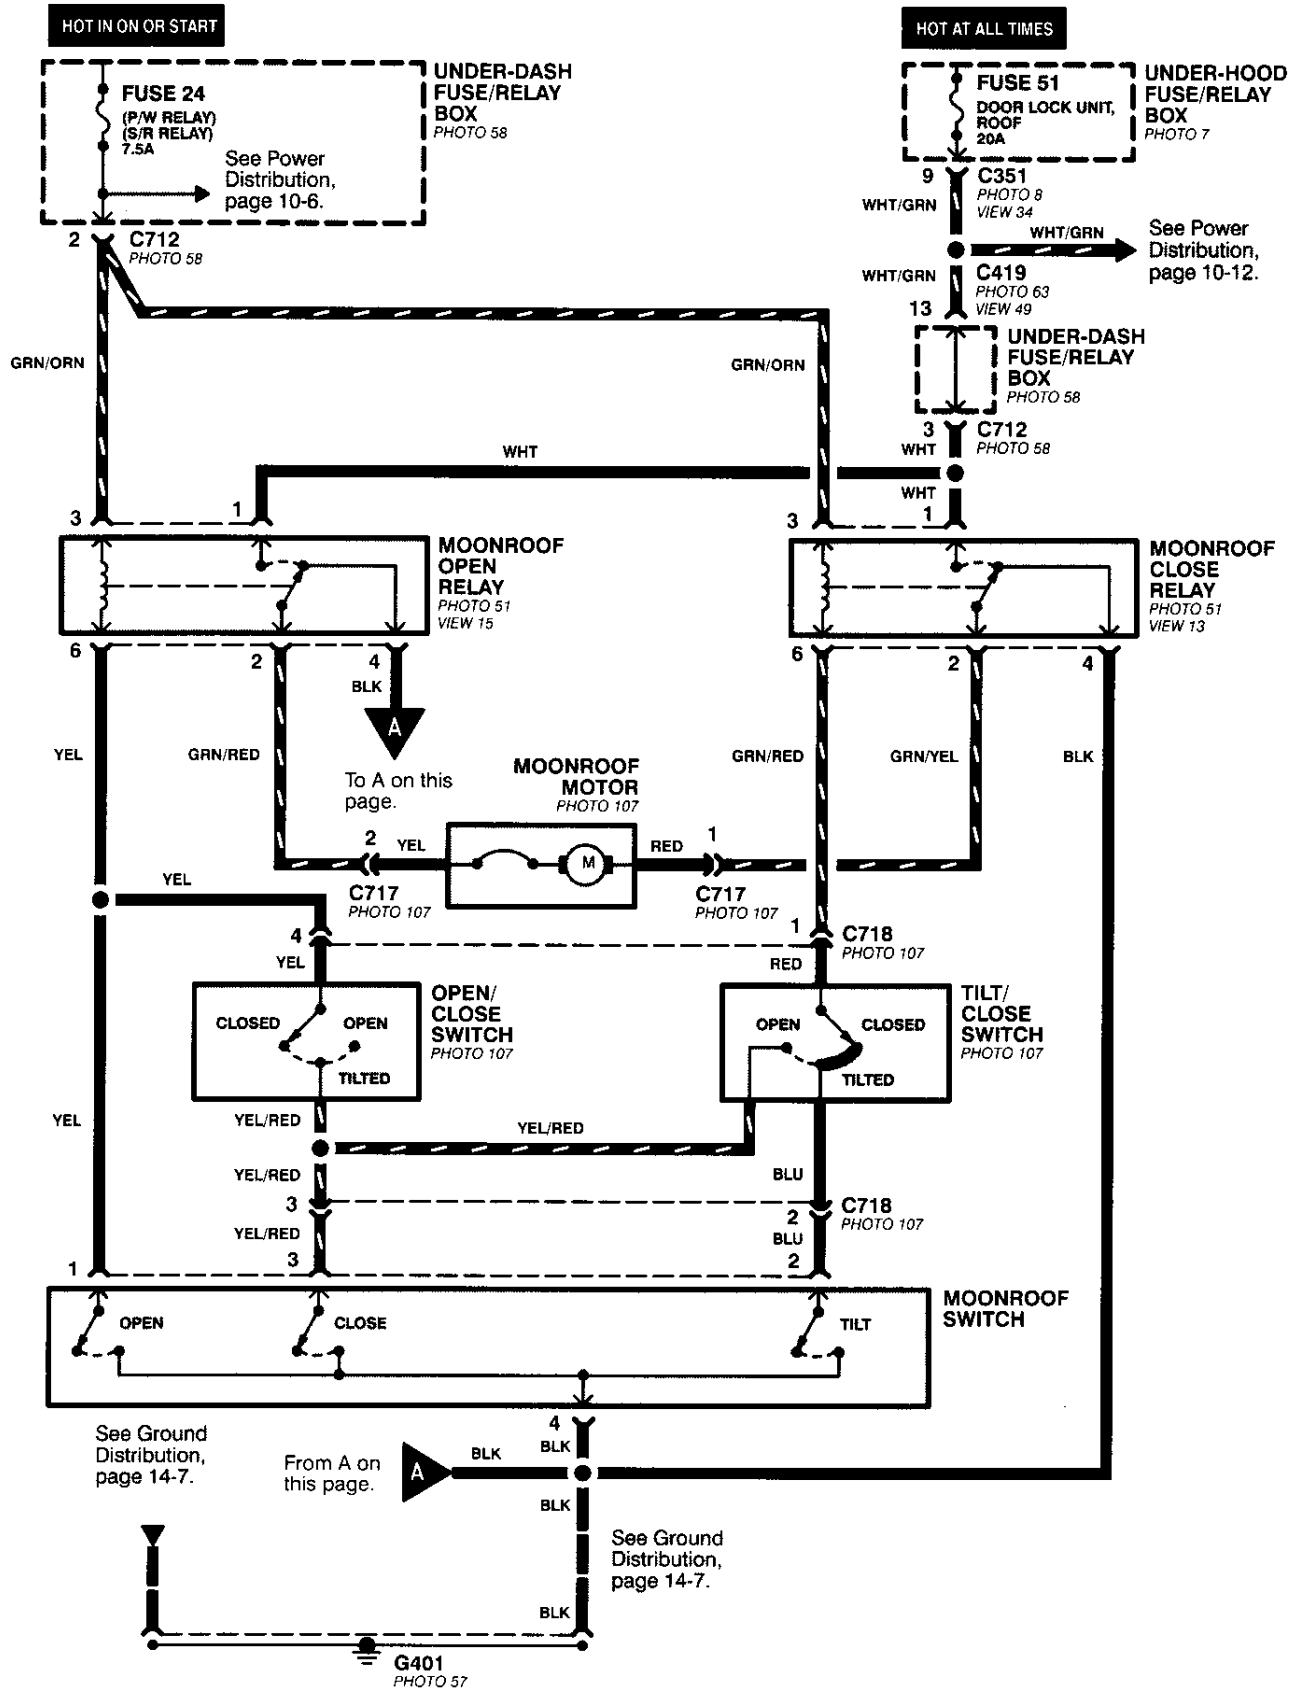 HOT IN ON OR START
HOT AT ALL TIMES
FUSE 24
(P/W RELAY)
(S/R RELAY)
7.5A
See Power
Distribution,
page 10-6.
UNDER-DASH
FUSE/RELAY
BOX
PHOTO 58
FUSE 51
DOOR LOCK UNIT,
ROOF
20A
UNDER-HOOD
FUSE/RELAY
BOX
PHOTO 7
2
C712
PHOTO 58
9
C351
PHOTO 8
VIEW 34
WHT/GRN
WHT/GRN
See Power
Distribution,
page 10-12.
WHT/GRN
C419
PHOTO 63
VIEW 49
13
UNDER-DASH
FUSE/RELAY
BOX
PHOTO 58
GRN/ORN
GRN/ORN
3
C712
PHOTO 58
WHT
WHT
WHT
3
1
3
1
MOONROOF
OPEN
RELAY
PHOTO 51
VIEW 15
MOONROOF
CLOSE
RELAY
PHOTO 51
VIEW 13
6
2
4
BLK
A
To A on this
page.
6
2
4
YEL
GRN/RED
GRN/RED
GRN/YEL
BLK
MOONROOF
MOTOR
PHOTO 107
2
YEL
M
RED
1
C717
PHOTO 107
C717
PHOTO 107
YEL
4
YEL
1
C718
PHOTO 107
RED
CLOSED
OPEN
TILTED
OPEN/
CLOSE
SWITCH
PHOTO 107
OPEN
CLOSED
TILTED
TILT/
CLOSE
SWITCH
PHOTO 107
YEL
YEL/RED
YEL/RED
YEL/RED
BLU
3
2
C718
PHOTO 107
YEL/RED
BLU
1
3
2
OPEN
CLOSE
TILT
MOONROOF
SWITCH
See Ground
Distribution,
page 14-7.
4
BLK
From A on
this page.
A
BLK
BLK
See Ground
Distribution,
page 14-7.
BLK
G401
PHOTO 57